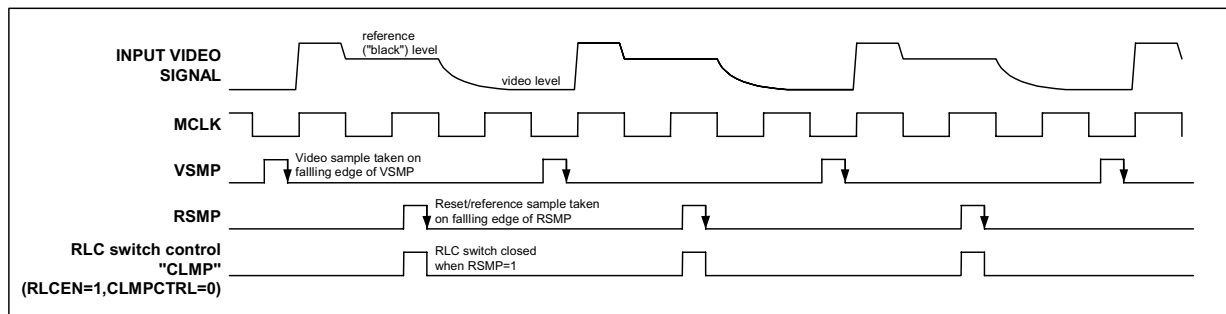 INPUT VIDEO
SIGNAL
reference
("black") level
video level
MCLK
VSMP
Video sample taken on
fallling edge of VSMP
RSMP
Reset/reference sample taken
on fallling edge of RSMP
RLC switch control
"CLMP"
(RLCEN=1,CLMPCTRL=0)
RLC switch closed
when RSMP=1